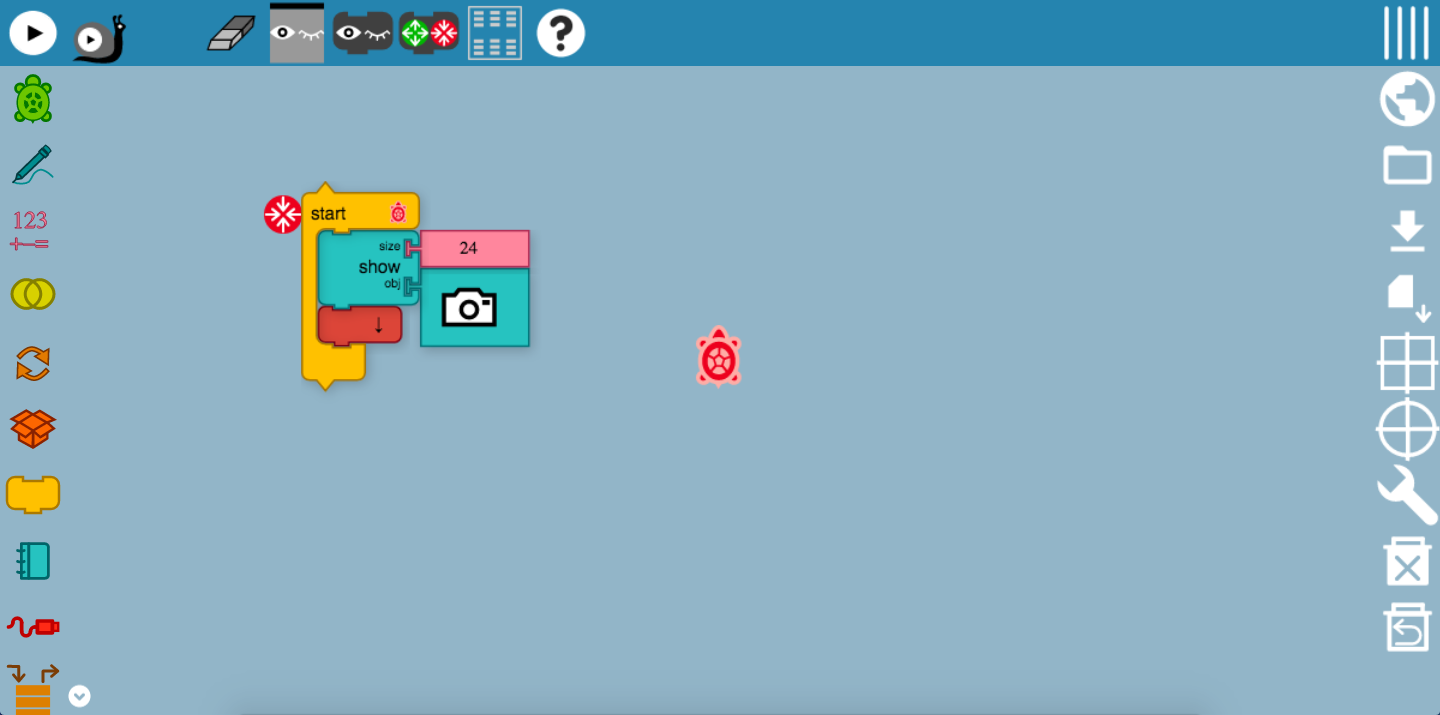 ?
123
+−=
start
size
24
show
obj
↓